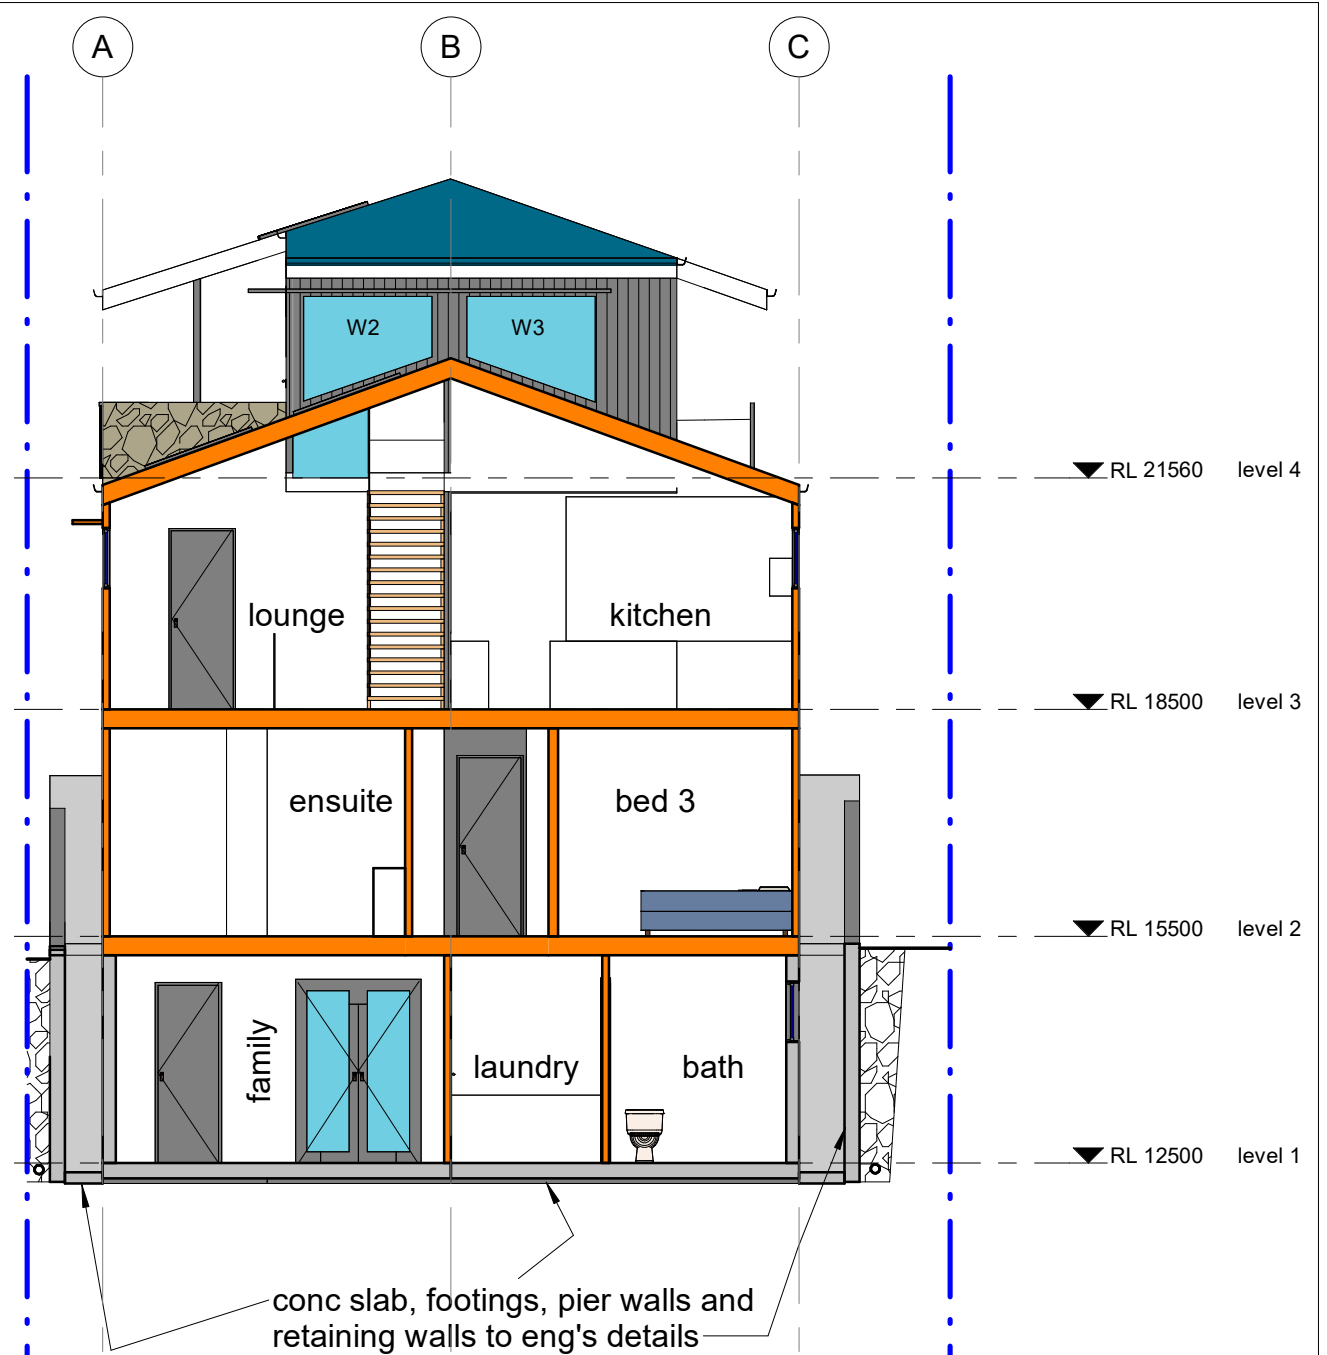 A
B
C
W2
W3
RL 21560 level 4
lounge
kitchen
RL 18500 level 3
ensuite
bed 3
RL 15500 level 2
family
laundry
bath
RL 12500 level 1
conc slab, footings, pier walls and
retaining walls to eng's details